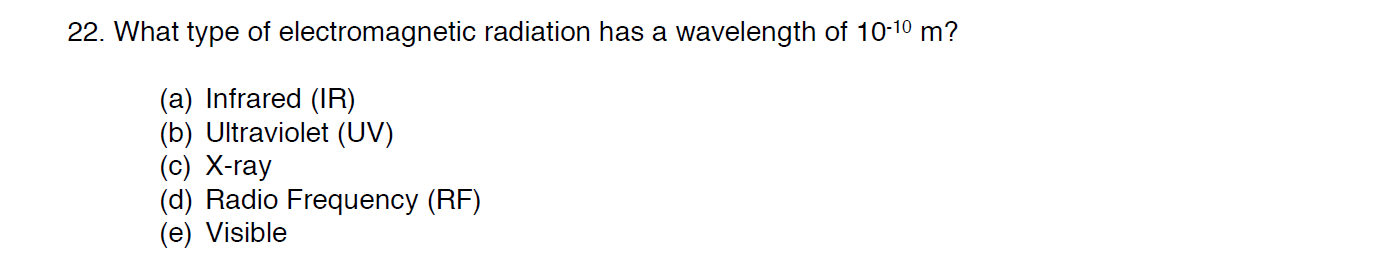 22. What type of electromagnetic radiation has a wavelength of 10-10 m?
(a) Infrared (IR)
(b) Ultraviolet (UV)
(c) X-ray
(d) Radio Frequency (RF)
(e) Visible